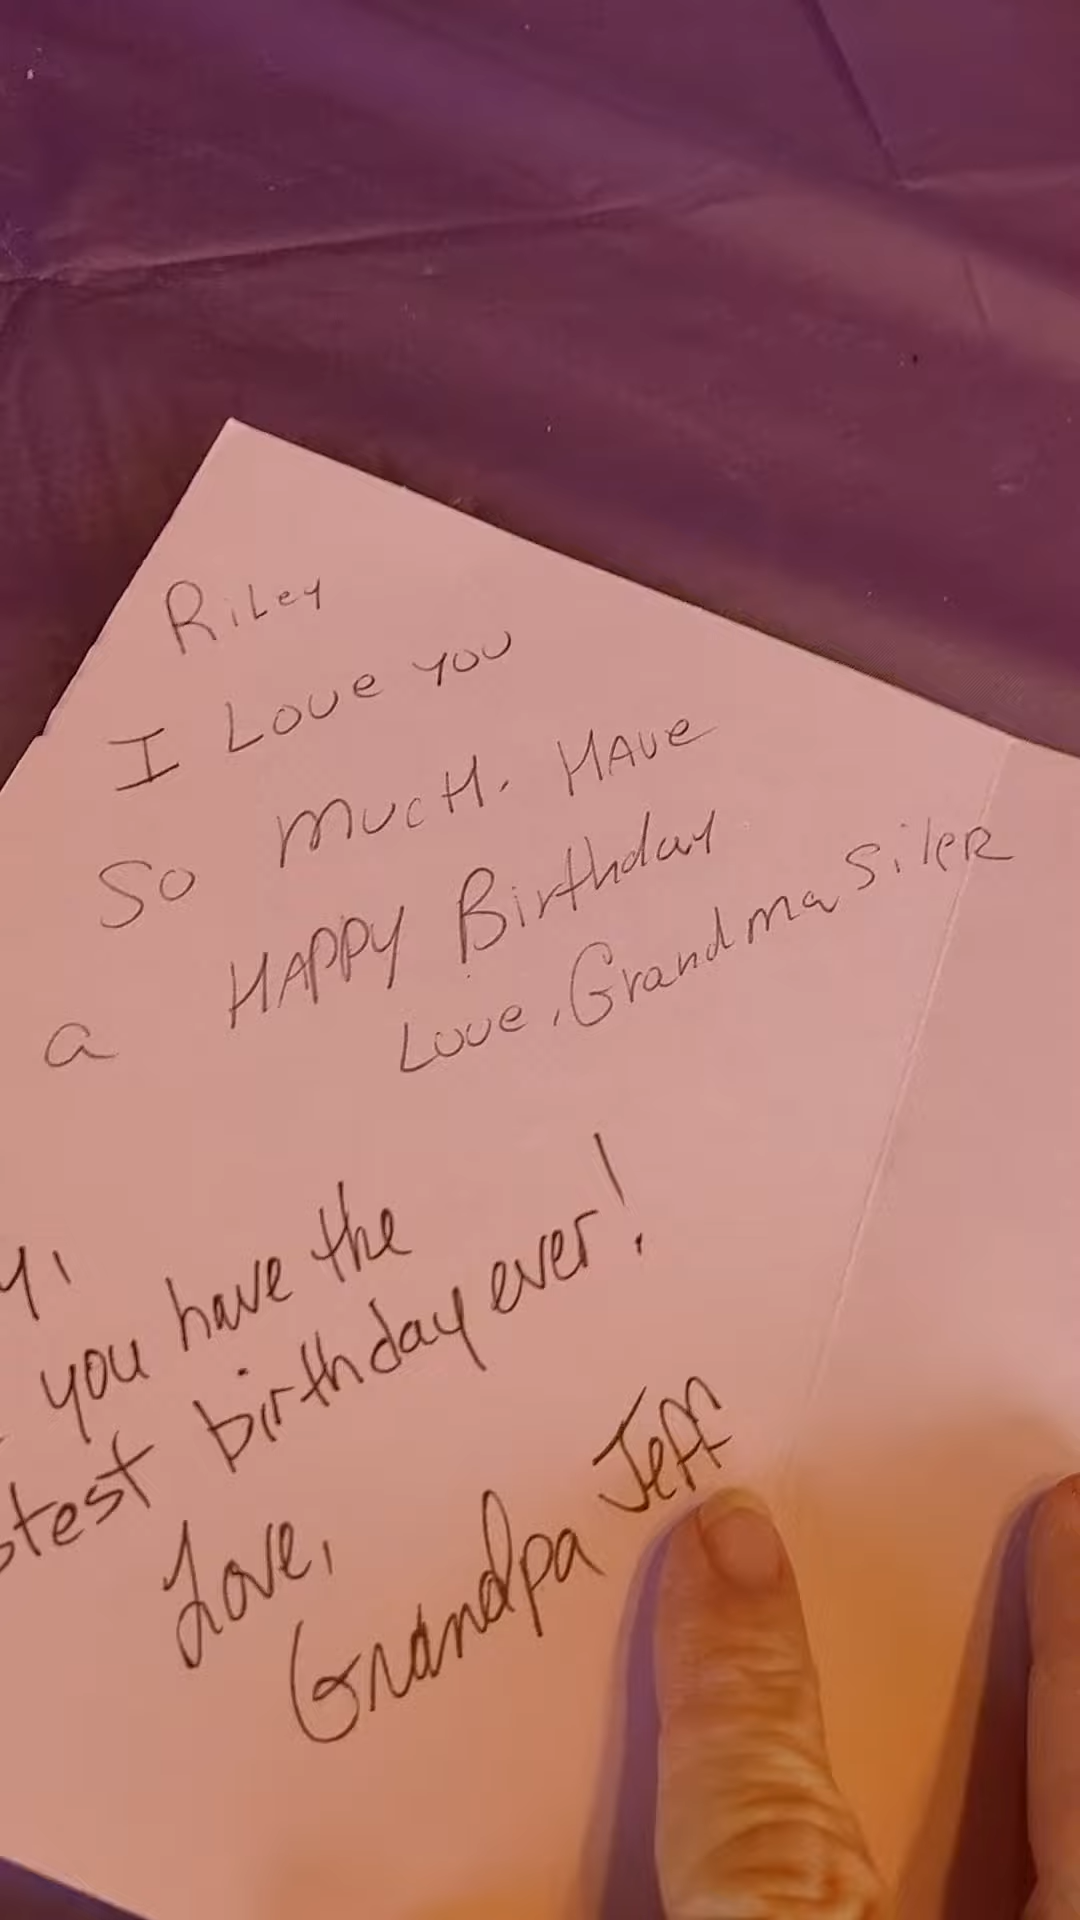 Riley
I Love you
So mucH. HAve
a HAPPY Birthday
Love, Grandma SileR
you have the
birthday ever!
Love,
Grandpa Jeff